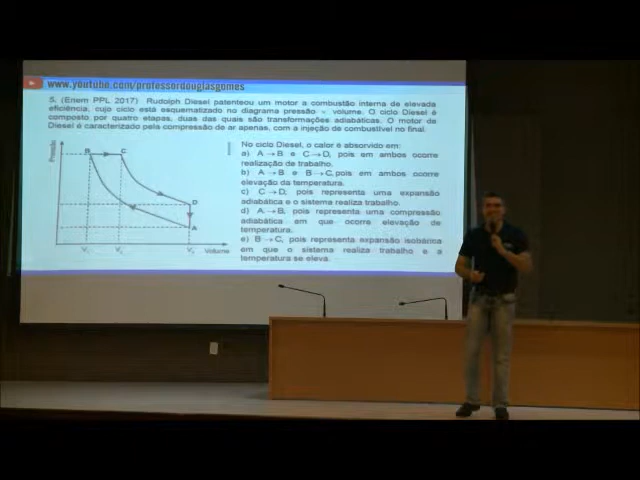 www.youtube.com/professordouglasgomes
5. (Enem PPL 2017) Rudolph Diesel patenteou um motor a combustão interna de elevada
eficiência, cujo ciclo está esquematizado no diagrama pressão – volume. O ciclo Diesel é
composto por quatro etapas, duas das quais são transformações adiabáticas. O motor de
Diesel é caracterizado pela compressão de ar apenas, com a injeção de combustível no final.
No ciclo Diesel, o calor é absorvido em:
a) A → B e C → D, pois em ambos ocorre
realização de trabalho.
b) A → B e B → C, pois em ambos ocorre
elevação da temperatura.
c) C → D, pois representa uma expansão
adiabática e o sistema realiza trabalho.
d) A → B, pois representa uma compressão
adiabática em que ocorre elevação de
temperatura.
e) B → C, pois representa expansão isobárica
em que o sistema realiza trabalho e a
temperatura se eleva.
Pressão
B
C
D
A
Volume